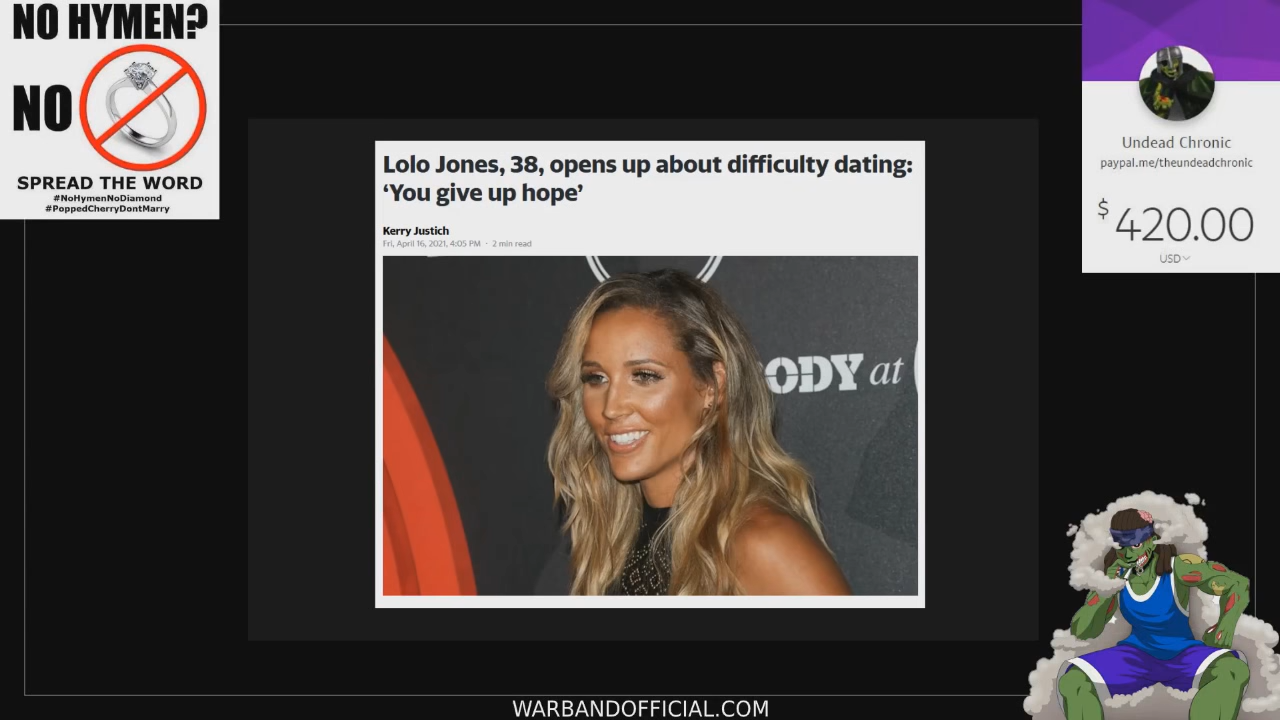 NO HYMEN?
NO
SPREAD THE WORD
#NoHymenNoDiamond
#PoppedCherryDontMarry
Lolo Jones, 38, opens up about difficulty dating:
‘You give up hope’
Kerry Justich
Fri, April 16, 2021, 4:05 PM · 2 min read
ODY at
Undead Chronic
paypal.me/theundeadchronic
$420.00
USD
WARBANDOFFICIAL.COM